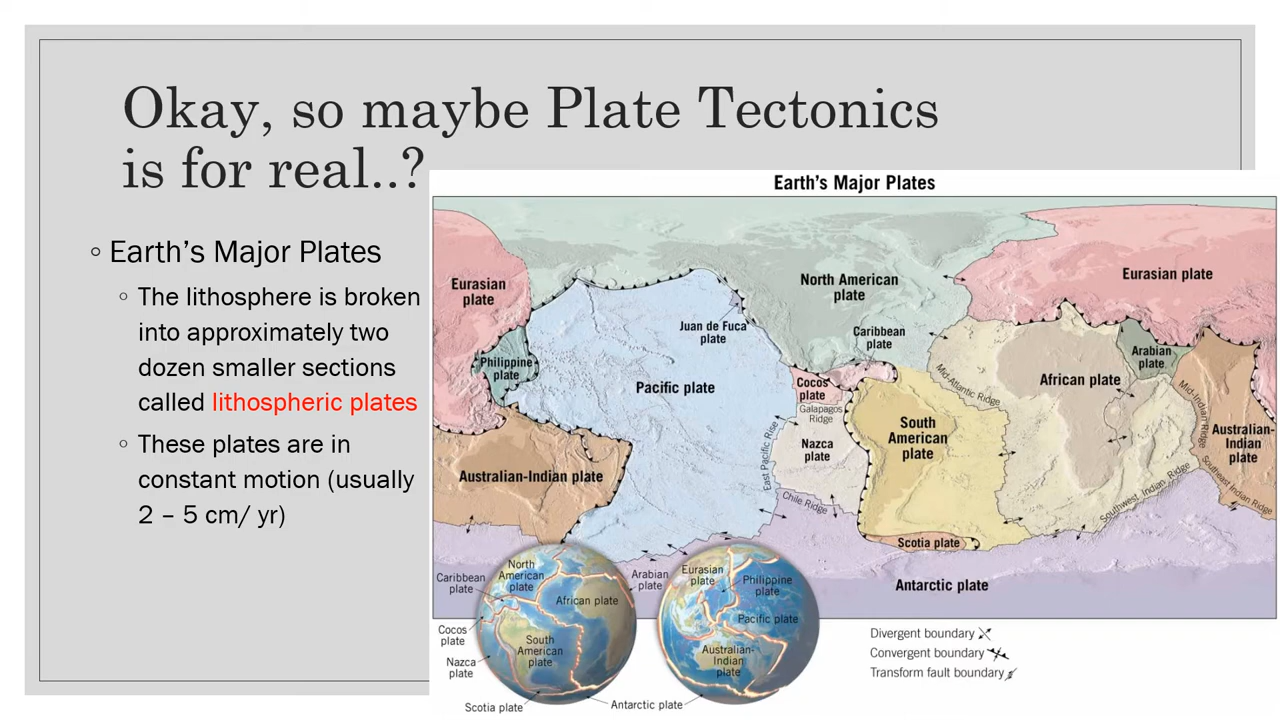 Okay, so maybe Plate Tectonics
is for real..?
Earth's Major Plates
The lithosphere is broken
into approximately two
dozen smaller sections
called lithospheric plates
These plates are in
constant motion (usually
2 – 5 cm/ yr)
Earth's Major Plates
Eurasian
plate
North American
plate
Eurasian plate
Juan de Fuca
plate
Caribbean
plate
Philippine
plate
Arabian
plate
Pacific plate
Cocos
plate
Mid-Atlantic Ridge
African plate
Galapagos
Ridge
Mid-Indian Ridge
East Pacific Rise
Nazca
plate
South
American
plate
Australian-
Indian
plate
Australian-Indian plate
Chile Ridge
Southwest Indian Ridge
Southeast Indian Ridge
Scotia plate
Antarctic plate
North
American
plate
Caribbean
plate
African plate
Arabian
plate
Cocos
plate
South
American
plate
Nazca
plate
Scotia plate
Eurasian
plate
Philippine
plate
Pacific plate
Australian-
Indian
plate
Antarctic plate
Divergent boundary
Convergent boundary
Transform fault boundary